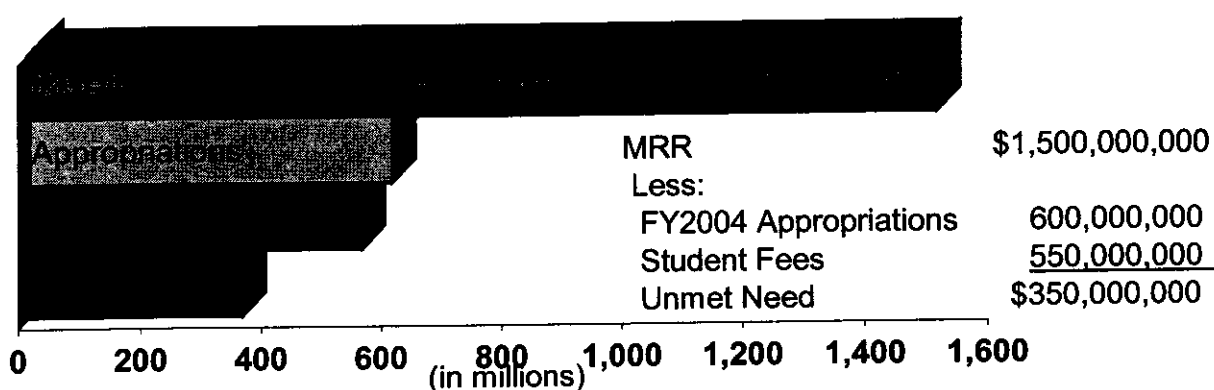 Appropriations
MRR $1,500,000,000
Less:
FY2004 Appropriations 600,000,000
Student Fees 550,000,000
Unmet Need $350,000,000
0 200 400 600 800 1,000 1,200 1,400 1,600
(in millions)